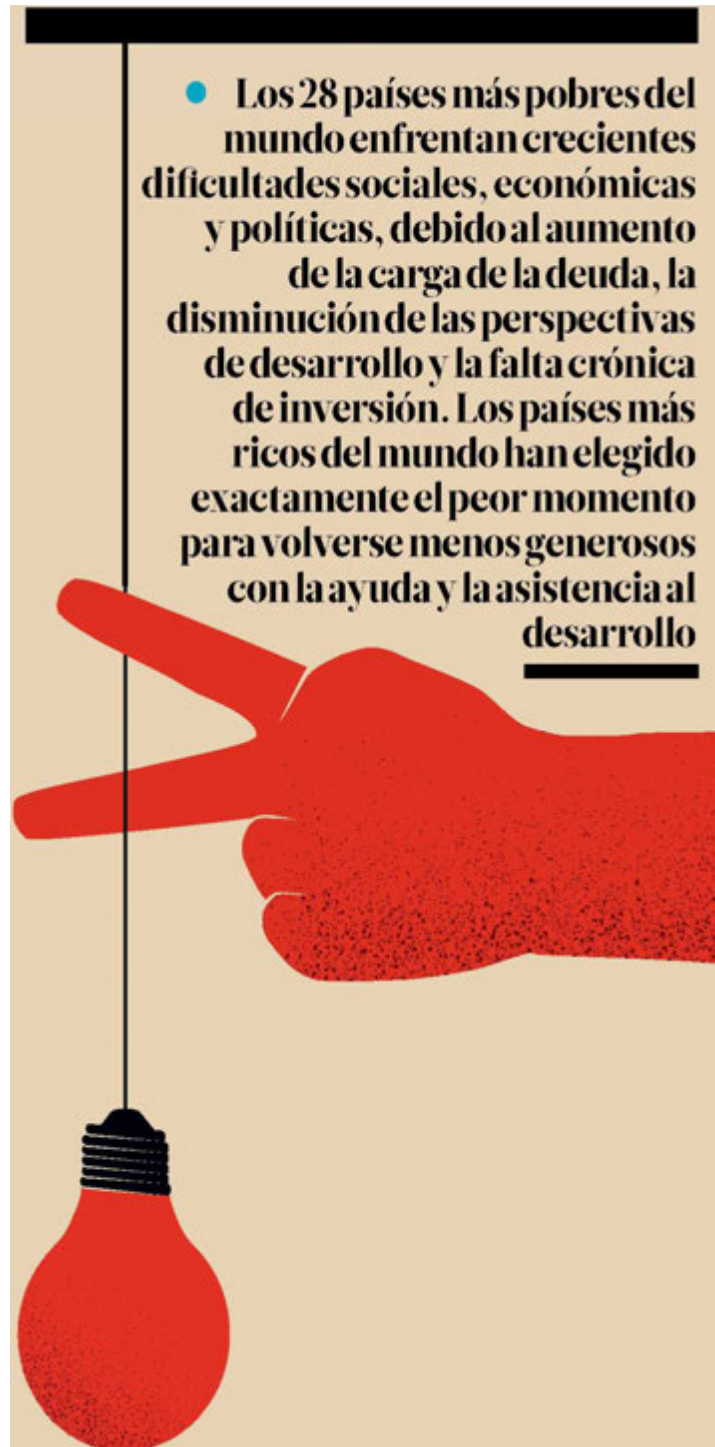 • Los 28 países más pobres del
mundo enfrentan crecientes
dificultades sociales, económicas
y políticas, debido al aumento
de la carga de la deuda, la
disminución de las perspectivas
de desarrollo y la falta crónica
de inversión. Los países más
ricos del mundo han elegido
exactamente el peor momento
para volverse menos generosos
con la ayuda y la asistencia al
desarrollo